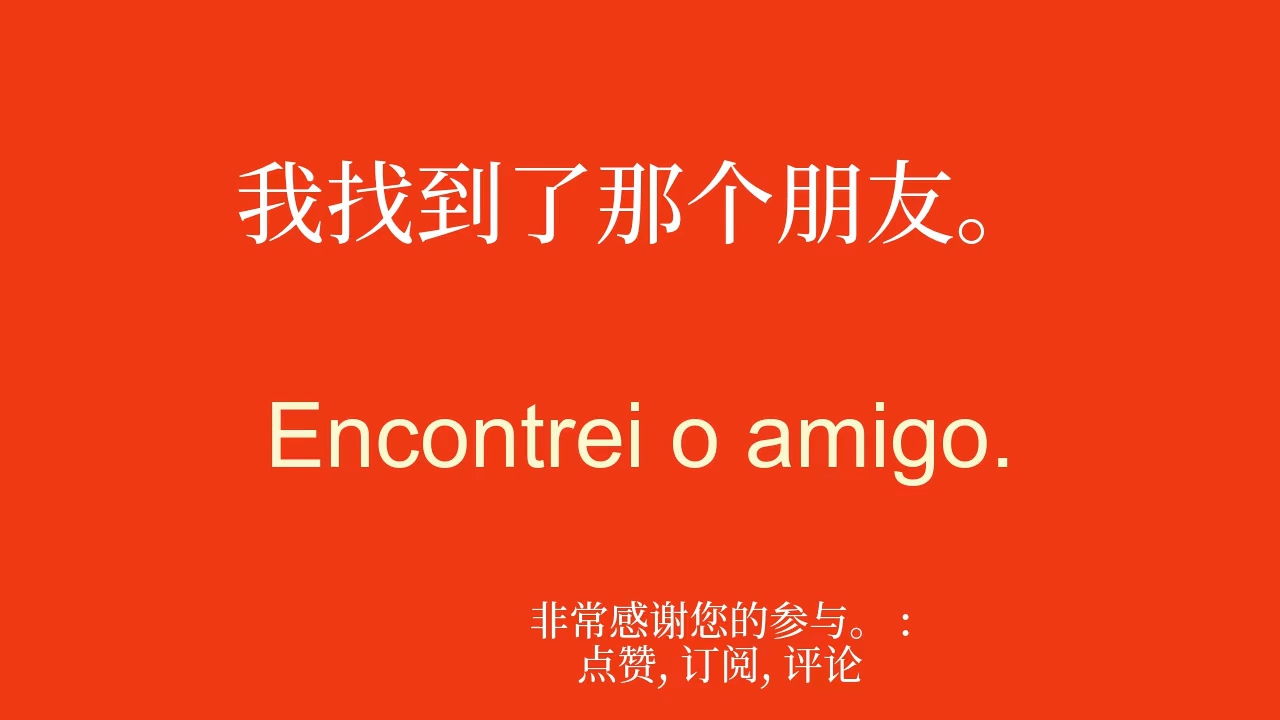 我找到了那个朋友。
Encontrei o amigo.
非常感谢您的参与。 :
点赞, 订阅, 评论